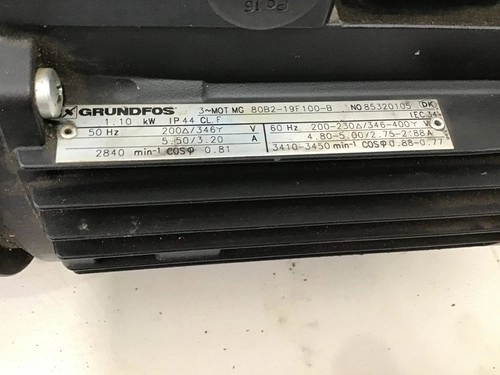 Pg 16
GRUNDFOS 3~MOT MG 80B2-19F100-B NO 85320105 DK
1.10 kW IP 44 CL.F IEC 34
50 Hz 200Δ/346Y V 60 Hz 200-230Δ/346-400Y V
5.50/3.20 A 4.80-5.00/2.75-2.88 A
2840 min⁻¹ COSφ 0.81 3410-3450 min⁻¹ COSφ 0.88-0.77